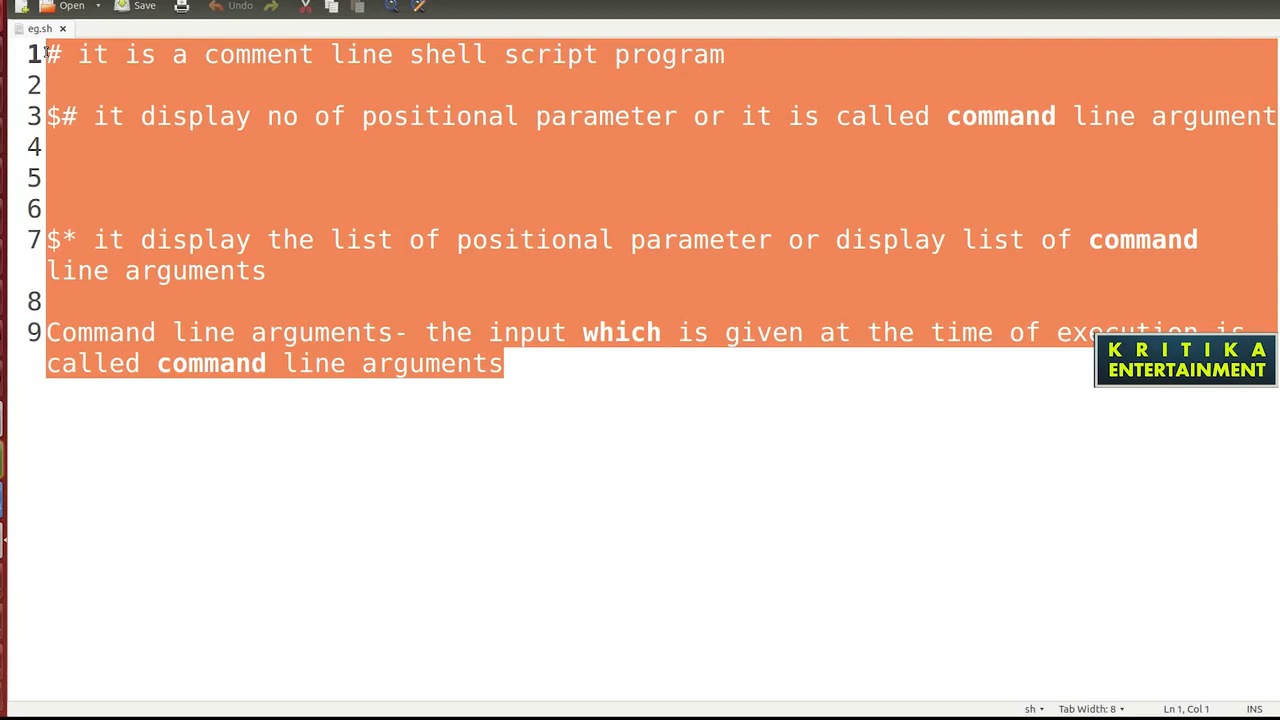 Open Save Undo
eg.sh
1 # it is a comment line shell script program
2
3 $# it display no of positional parameter or it is called command line argument
4
5
6
7 $* it display the list of positional parameter or display list of command
line arguments
8
9 Command line arguments- the input which is given at the time of execution is
called command line arguments
KRITIKA
ENTERTAINMENT
sh Tab Width: 8 Ln 1, Col 1 INS